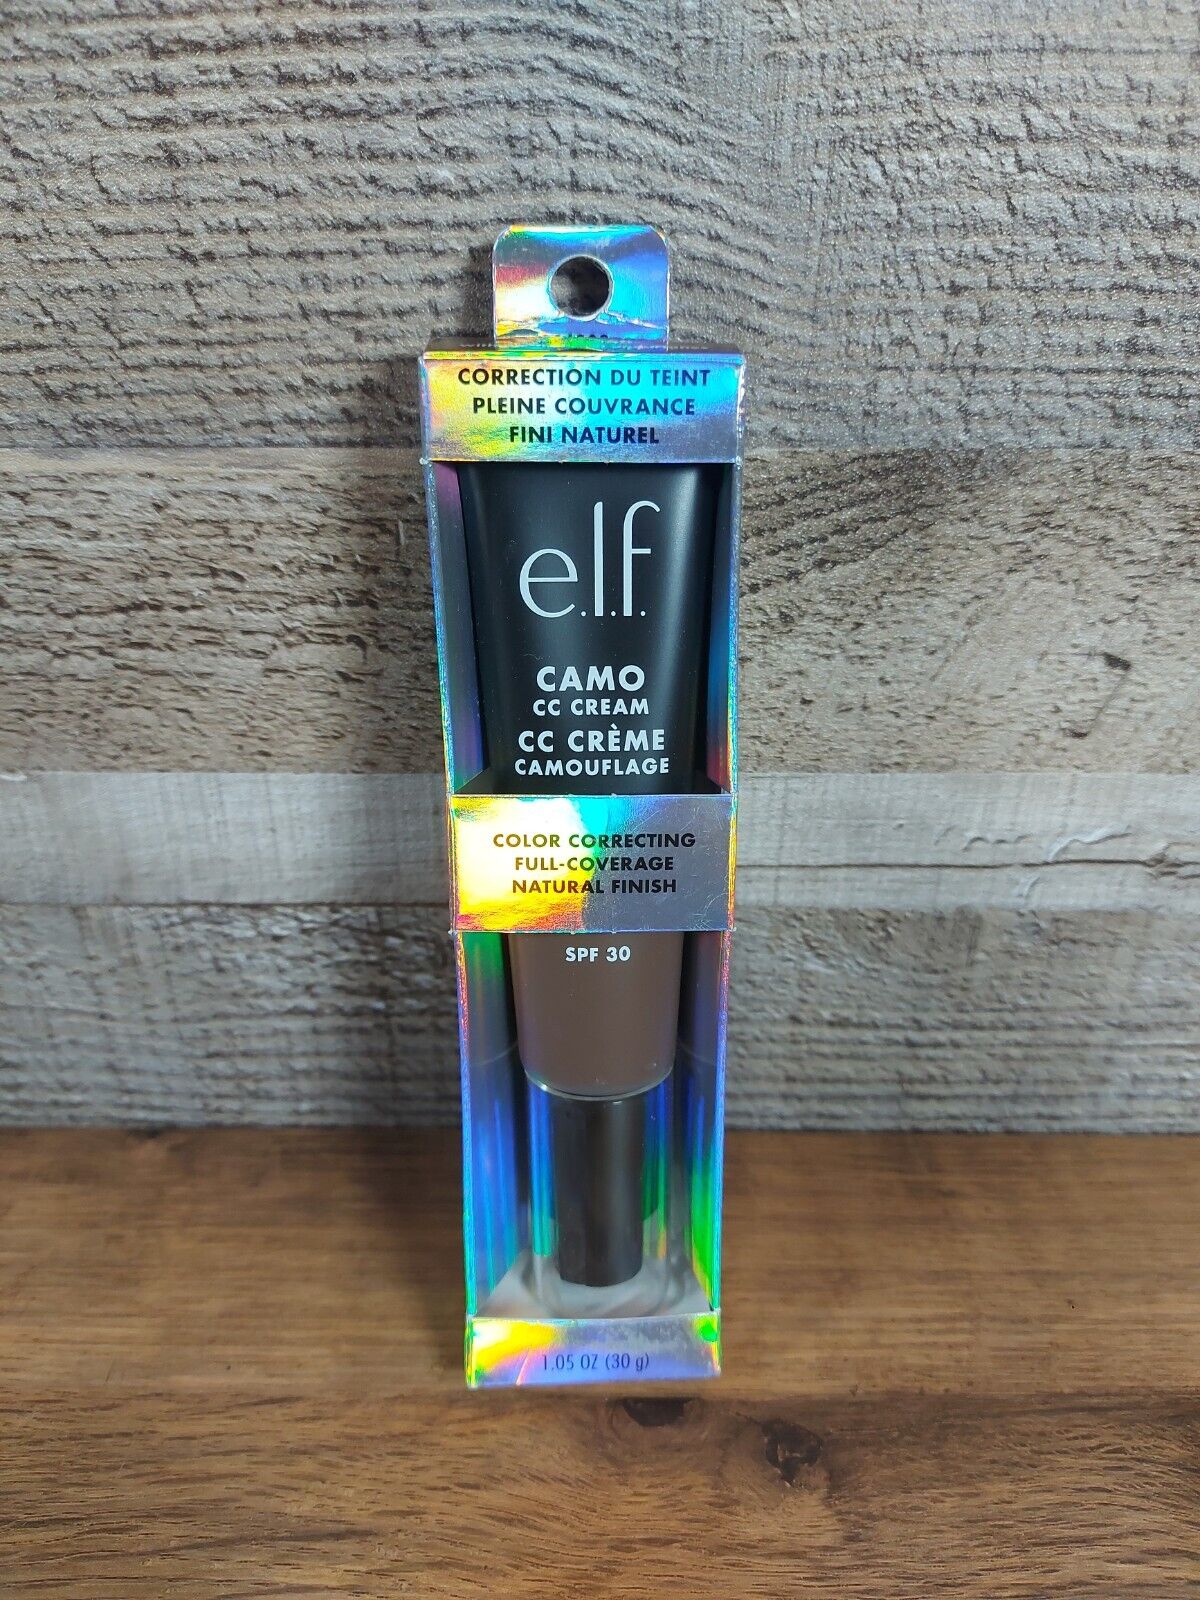 CORRECTION DU TEINT
PLEINE COUVRANCE
FINI NATUREL
e.l.f.
CAMO
CC CREAM
CC CRÈME
CAMOUFLAGE
COLOR CORRECTING
FULL-COVERAGE
NATURAL FINISH
SPF 30
1.05 OZ (30 g)